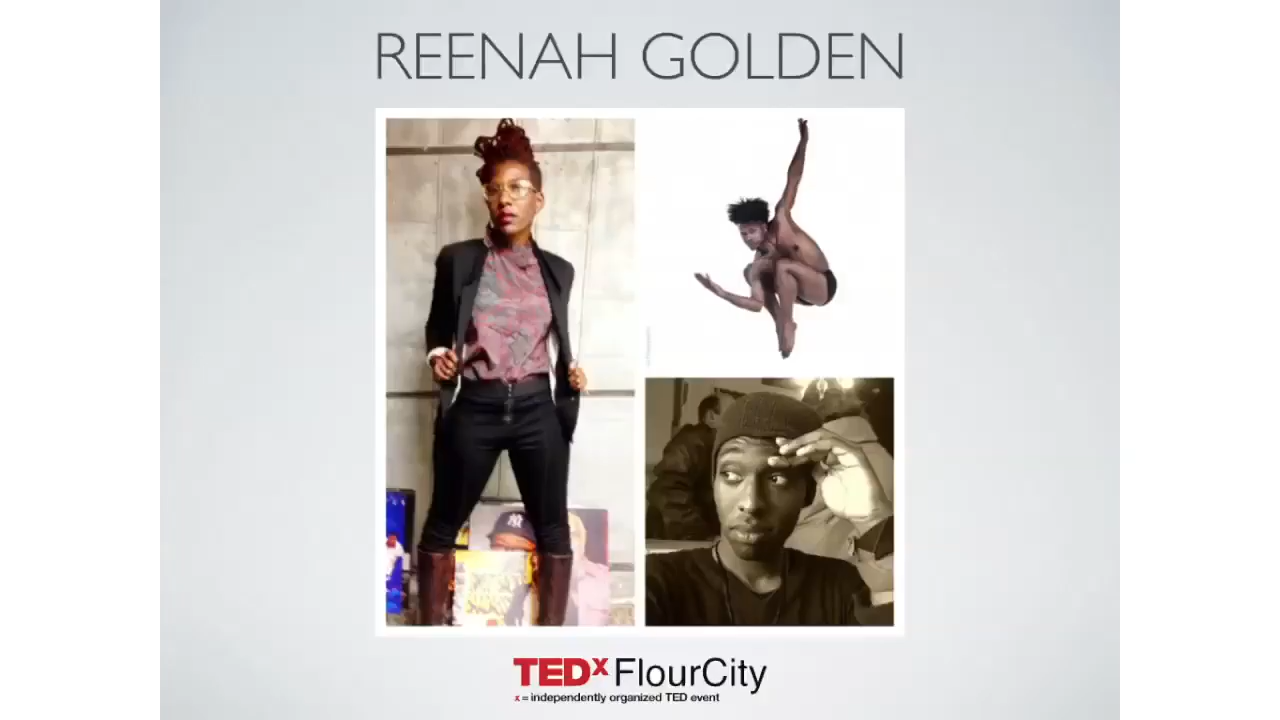 REENAH GOLDEN
TEDx FlourCity
x = independently organized TED event